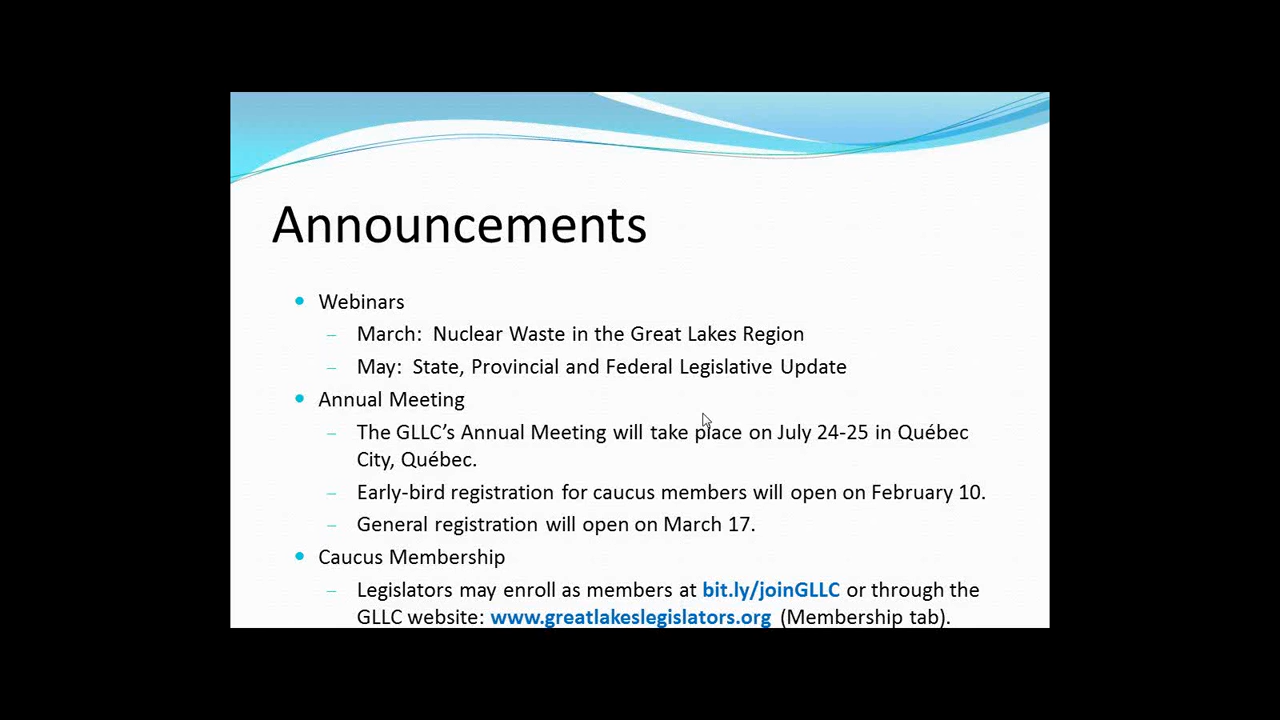 Announcements
• Webinars
– March:  Nuclear Waste in the Great Lakes Region
– May:  State, Provincial and Federal Legislative Update
• Annual Meeting
– The GLLC’s Annual Meeting will take place on July 24-25 in Québec
City, Québec.
– Early-bird registration for caucus members will open on February 10.
– General registration will open on March 17.
• Caucus Membership
– Legislators may enroll as members at bit.ly/joinGLLC or through the
GLLC website: www.greatlakeslegislators.org (Membership tab).